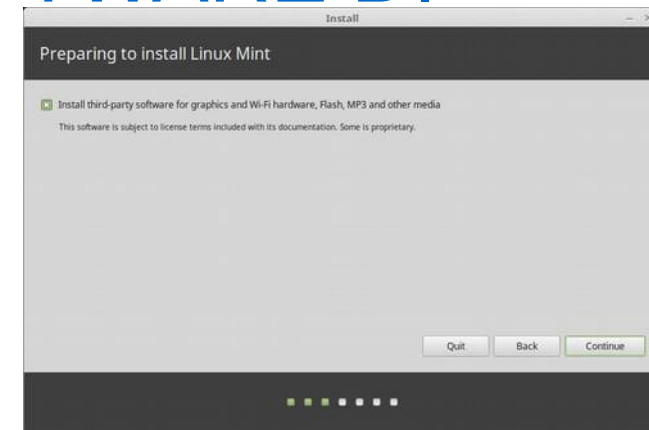 Install
Preparing to install Linux Mint
Install third-party software for graphics and Wi-Fi hardware, Flash, MP3 and other media
This software is subject to license terms included with its documentation. Some is proprietary.
Quit
Back
Continue